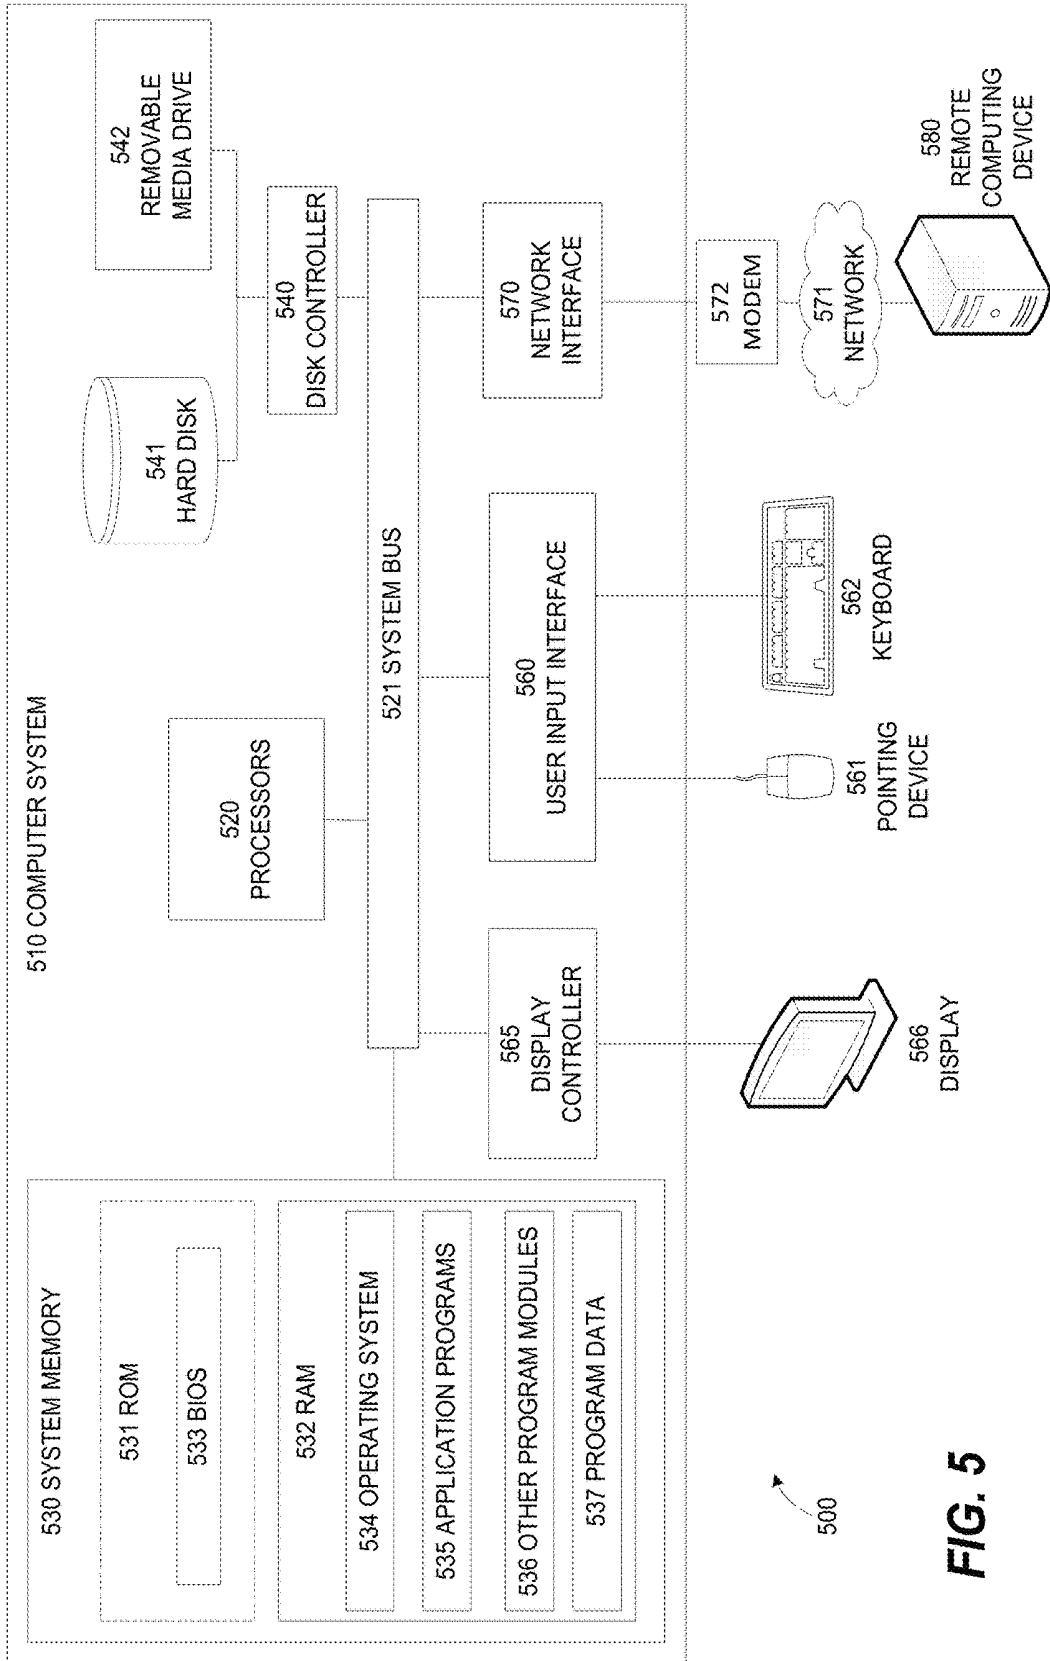 510 COMPUTER SYSTEM
530 SYSTEM MEMORY
531 ROM
533 BIOS
532 RAM
534 OPERATING SYSTEM
535 APPLICATION PROGRAMS
536 OTHER PROGRAM MODULES
537 PROGRAM DATA
520
PROCESSORS
541
HARD DISK
542
REMOVABLE
MEDIA DRIVE
540
DISK CONTROLLER
521 SYSTEM BUS
565
DISPLAY
CONTROLLER
560
USER INPUT INTERFACE
570
NETWORK
INTERFACE
566
DISPLAY
561
POINTING
DEVICE
562
KEYBOARD
572
MODEM
571
NETWORK
580
REMOTE
COMPUTING
DEVICE
500
FIG. 5